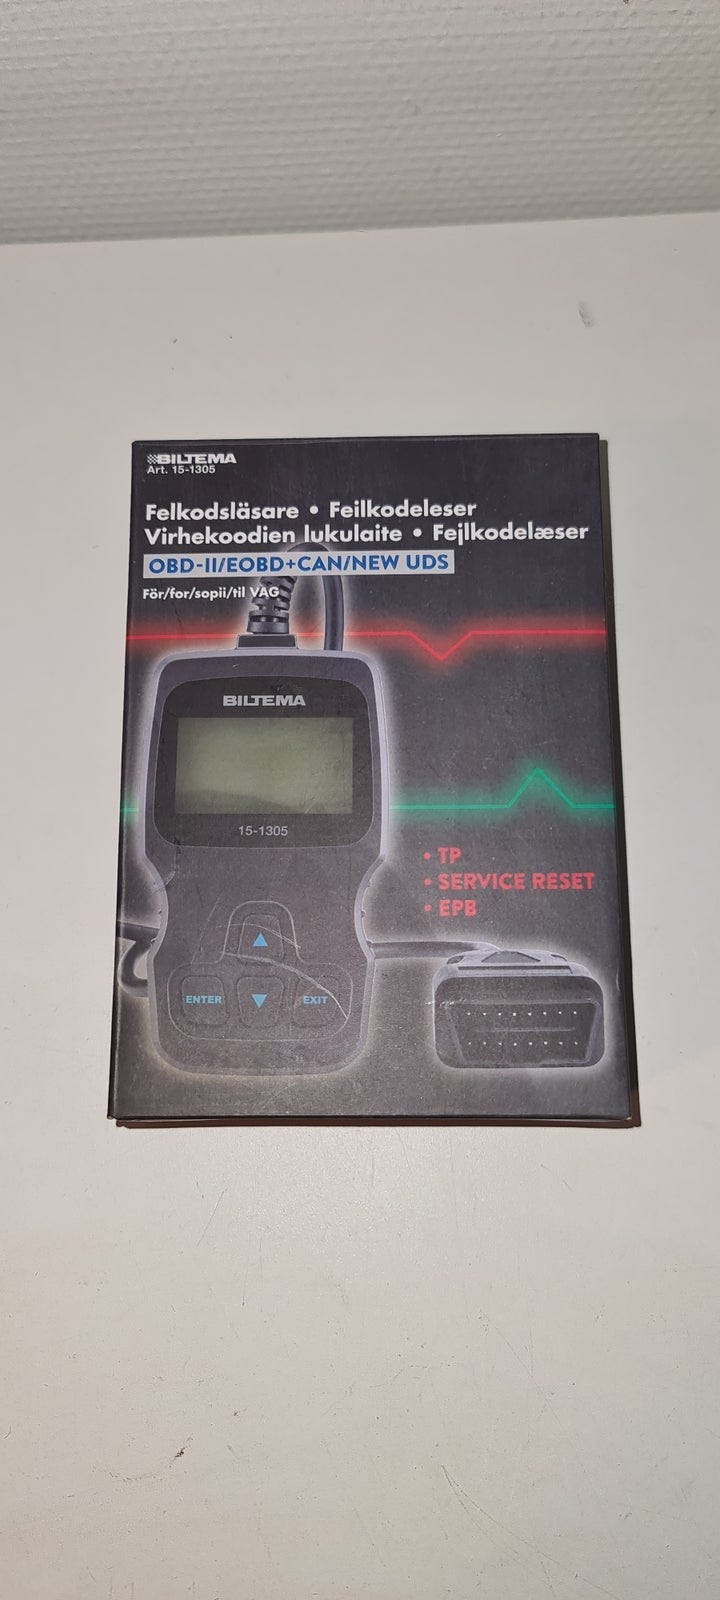 BILTEMA
Art. 15-1305
Felkodsläsare • Feilkodeleser
Virhekoodien lukulaite • Fejlkodelæser
OBD-II/EOBD+CAN/NEW UDS
För/for/sopii/til VAG
BILTEMA
15-1305
• TP
• SERVICE RESET
• EPB
ENTER
EXIT